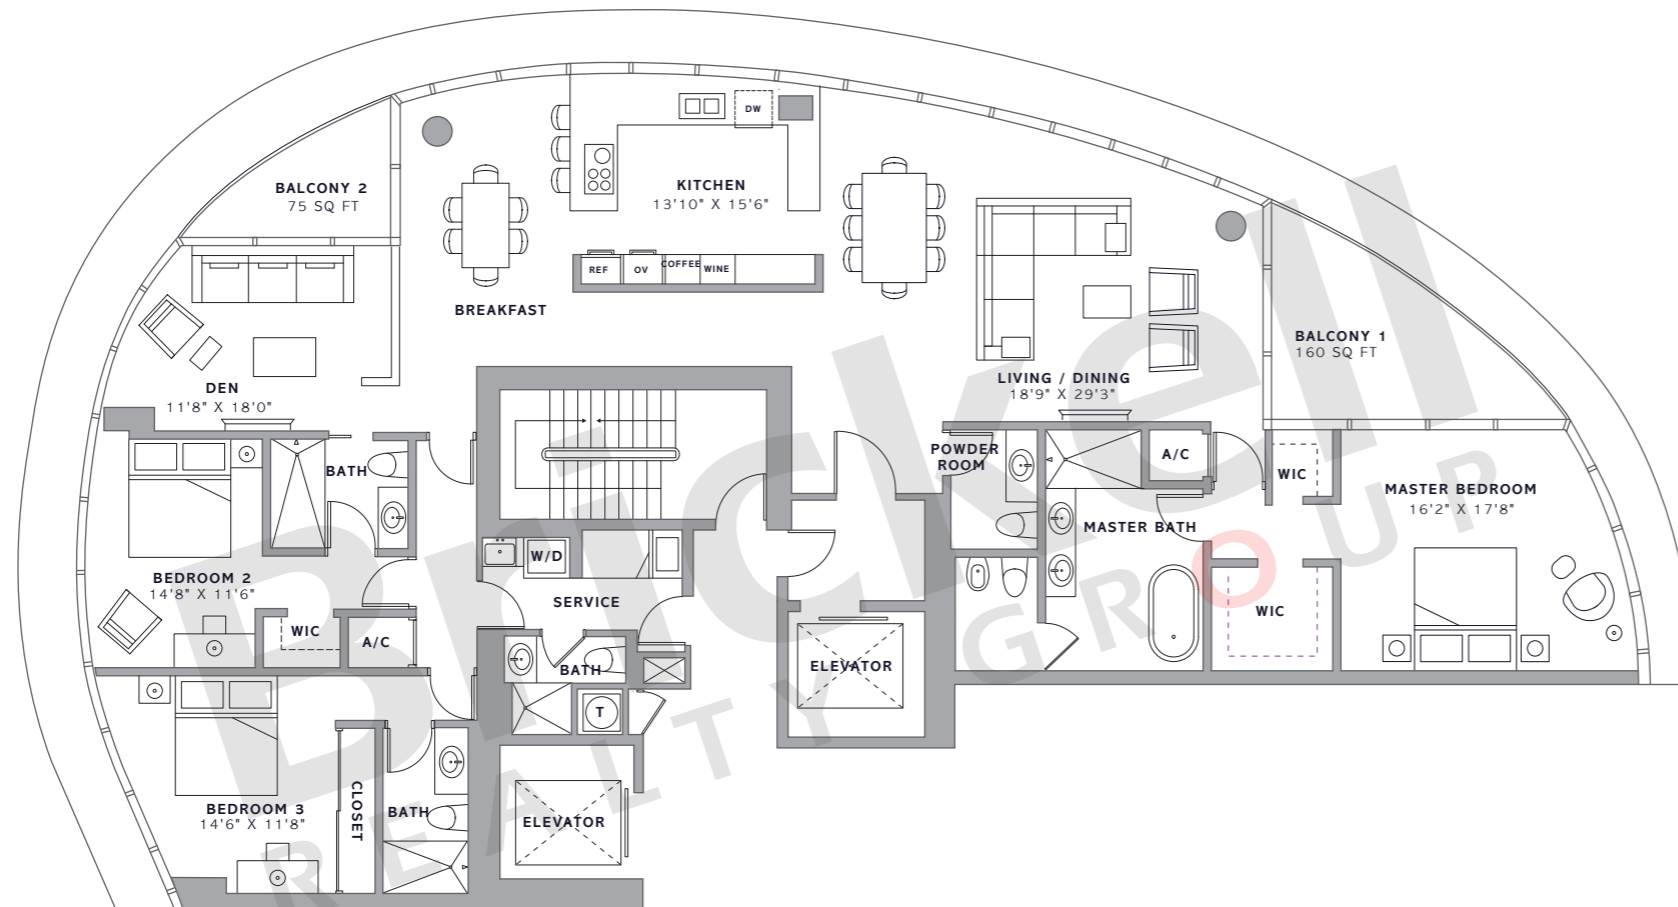 BALCONY 2
75 SQ FT
DW
KITCHEN
13'10" X 15'6"
REF
OV
COFFEE
WINE
BREAKFAST
BALCONY 1
160 SQ FT
DEN
11'8" X 18'0"
LIVING / DINING
18'9" X 29'3"
BATH
POWDER
ROOM
A/C
WIC
MASTER BEDROOM
16'2" X 17'8"
MASTER BATH
W/D
BEDROOM 2
14'8" X 11'6"
SERVICE
WIC
WIC
A/C
BATH
ELEVATOR
T
BEDROOM 3
14'6" X 11'8"
CLOSET
BATH
ELEVATOR
Brickell
REALTY GROUP